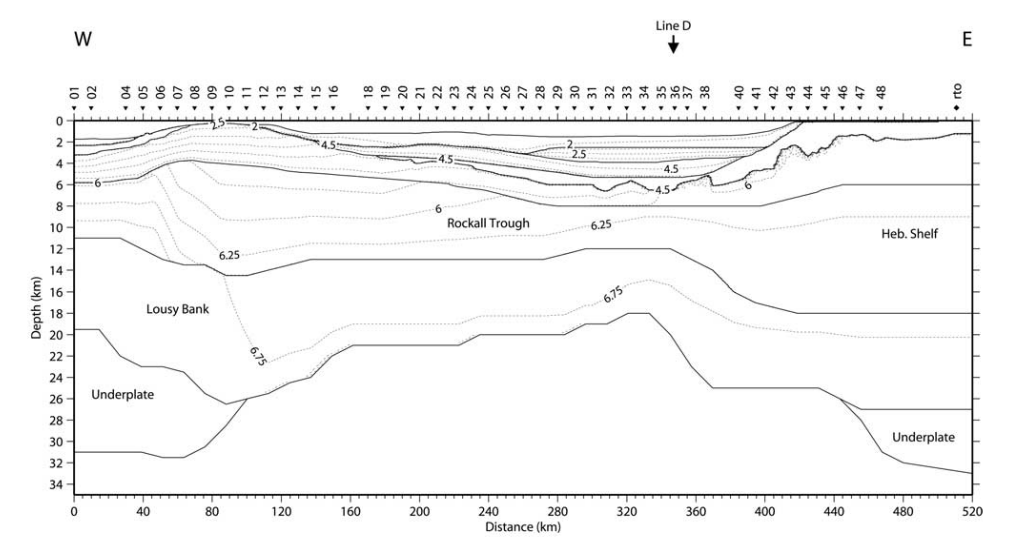 Line D
W E
01 02 04 05 06 07 08 09 10 11 12 13 14 15 16 18 19 20 21 22 23 24 25 26 27 28 29 30 31 32 33 34 35 36 37 38 40 41 42 43 44 45 46 47 48 rto
0
2
4
6
8
10
12
14
16
18
20
22
24
26
28
30
32
34
Depth (km)
2.5 2
4.5
4.5
2
2.5
4.5
4.5
6
6
6
6.25
6.25
6.75
6.75
Rockall Trough
Heb. Shelf
Lousy Bank
Underplate
Underplate
0 40 80 120 160 200 240 280 320 360 400 440 480 520
Distance (km)